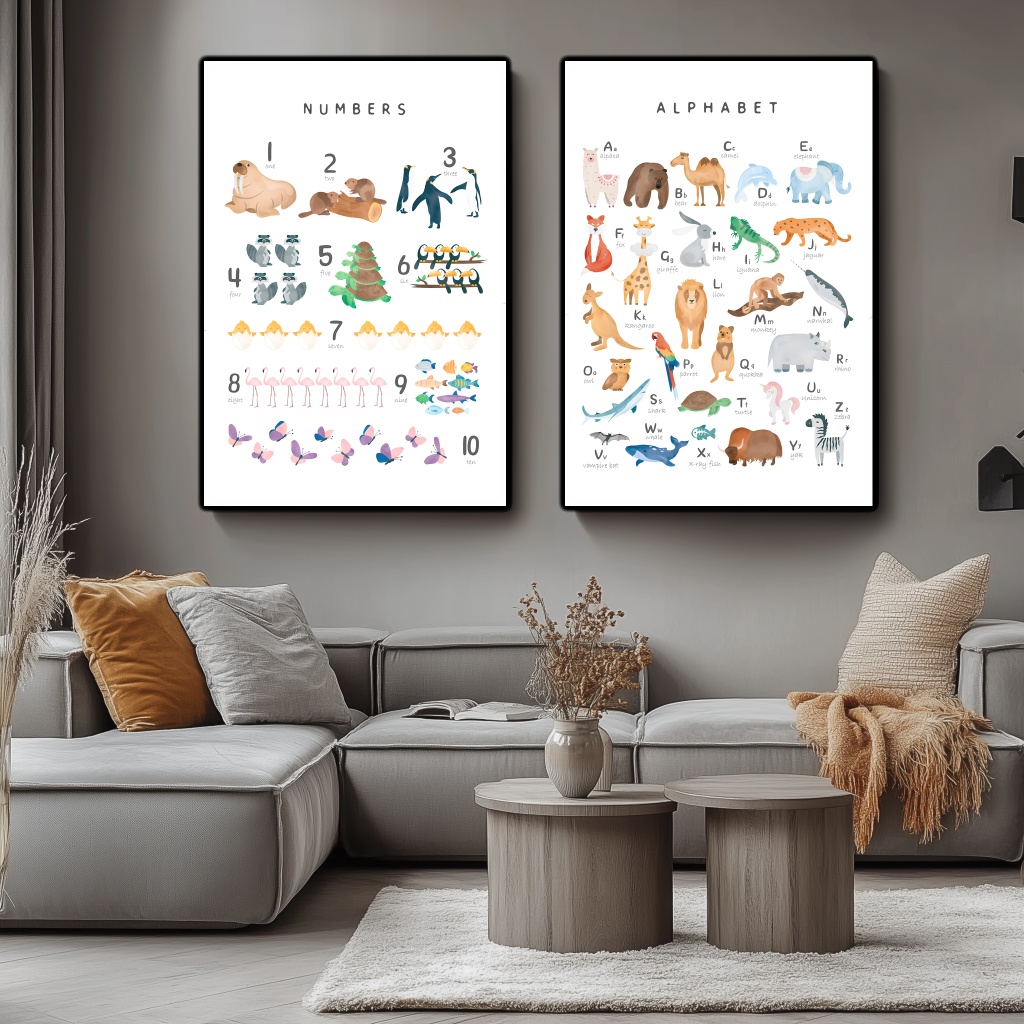 NUMBERS
1
one
2
two
3
three
4
four
5
five
6
six
7
seven
8
eight
9
nine
10
ten
ALPHABET
Aa
alpaca
Bb
bear
Cc
camel
Dd
dolphin
Ee
elephant
Ff
fox
Gg
giraffe
Hh
hare
Ii
iguana
Jj
jaguar
Kk
kangaroo
Ll
lion
Mm
monkey
Nn
narwhal
Oo
owl
Pp
parrot
Qq
quokka
Rr
rhino
Ss
shark
Tt
turtle
Uu
unicorn
Vv
vampire bat
Ww
whale
Xx
x-ray fish
Yy
yak
Zz
zebra